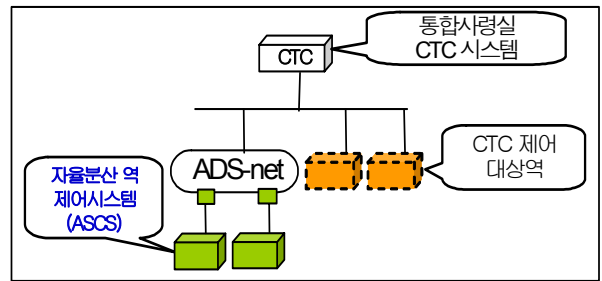 통합사령실
CTC 시스템
CTC
ADS-net
CTC 제어
대상역
자율분산 역
제어시스템
(ASCS)